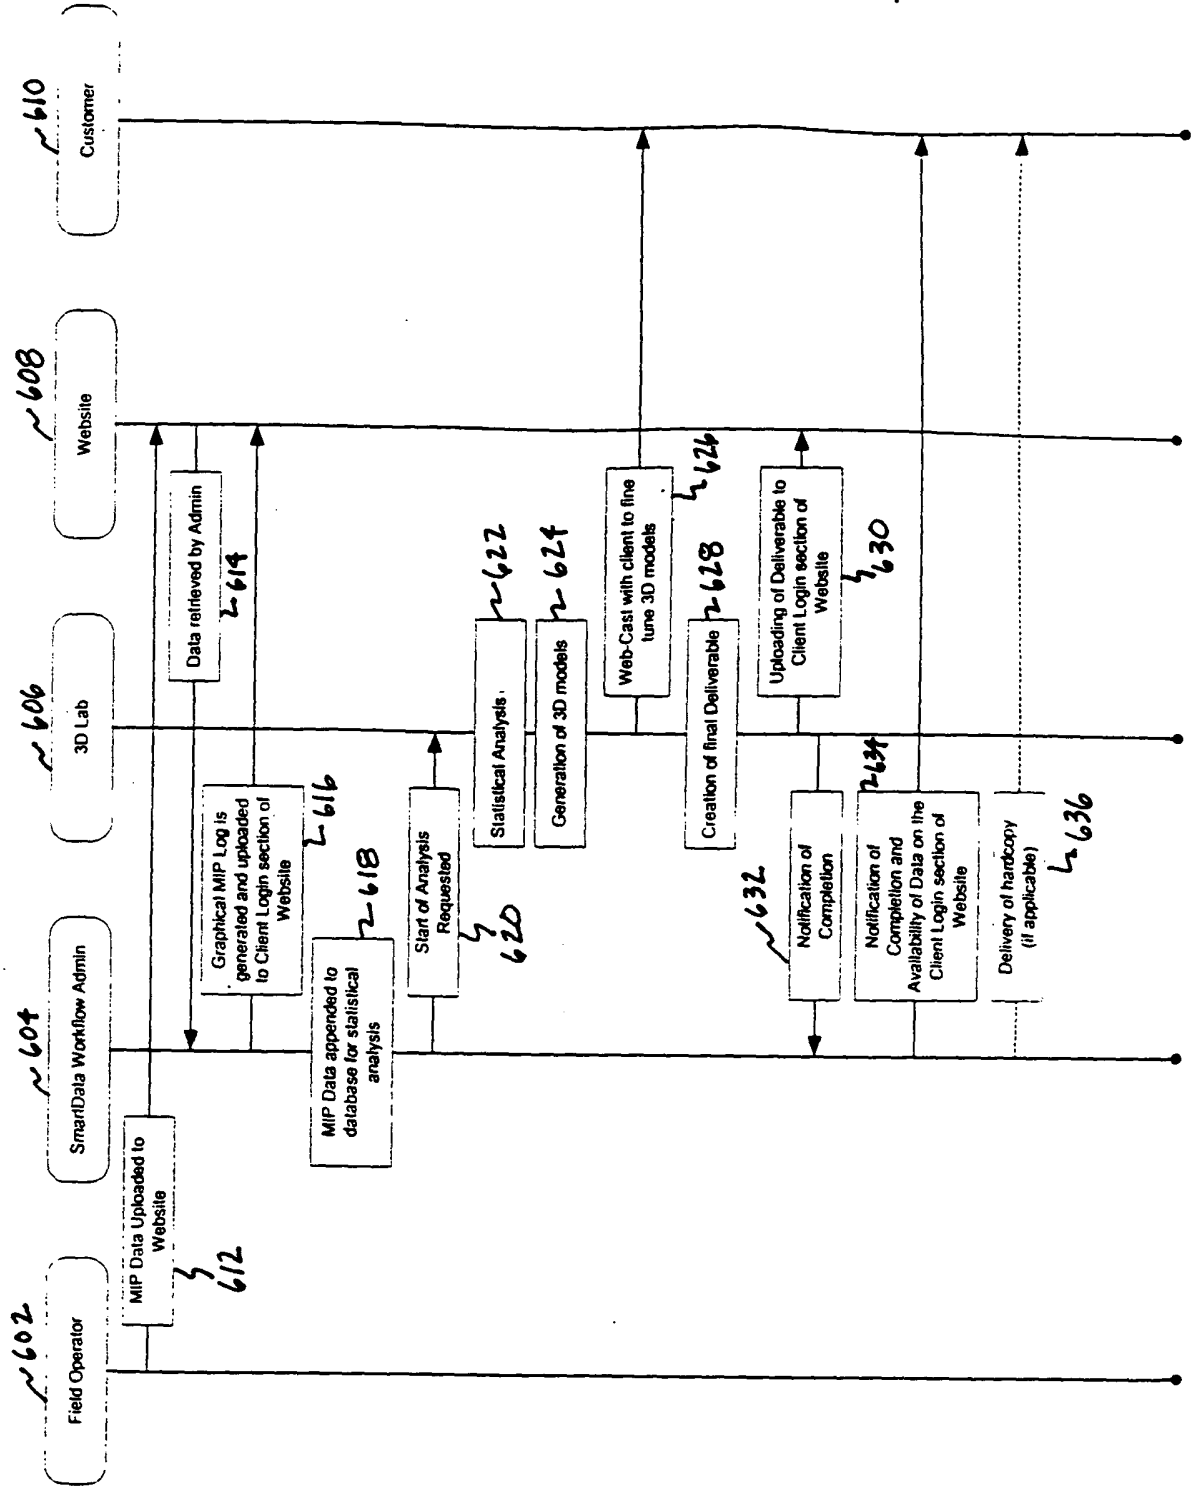 602
Field Operator
604
SmartData Workflow Admin
606
3D Lab
608
Website
610
Customer
MIP Data Uploaded to
Website
612
Data retrieved by Admin
614
Graphical MIP Log is
generated and uploaded
to Client Login section of
Website
616
MIP Data appended to
database for statistical
analysis
618
Start of Analysis
Requested
620
Statistical Analysis
622
Generation of 3D models
624
Web-Cast with client to fine
tune 3D models
626
Creation of final Deliverable
628
Uploading of Deliverable to
Client Login section of
Website
630
632
Notification of
Completion
634
Notification of
Completion and
Availability of Data on the
Client Login section of
Website
Delivery of hardcopy
(if applicable)
636